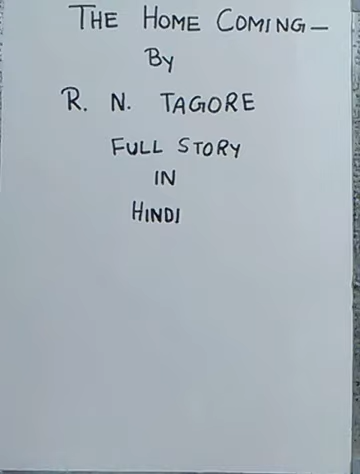 THE HOME COMING –
By
R. N. TAGORE
FULL STORY
IN
HINDI